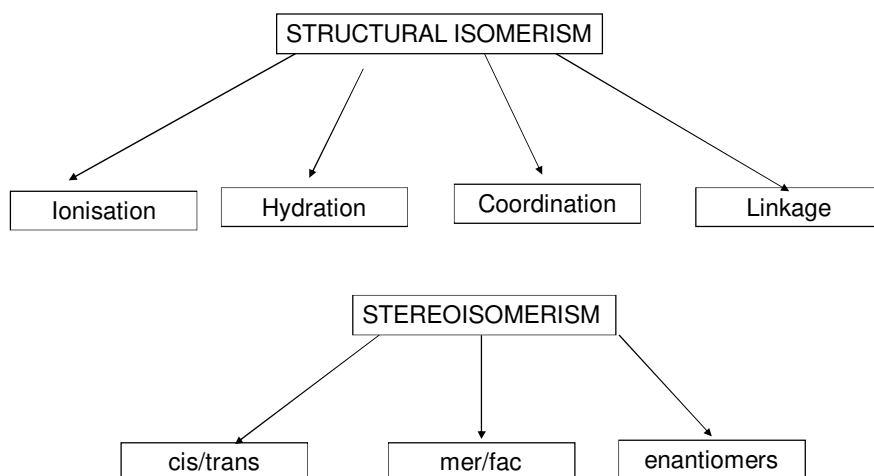 STRUCTURAL ISOMERISM
Ionisation
Hydration
Coordination
Linkage
STEREOISOMERISM
cis/trans
mer/fac
enantiomers